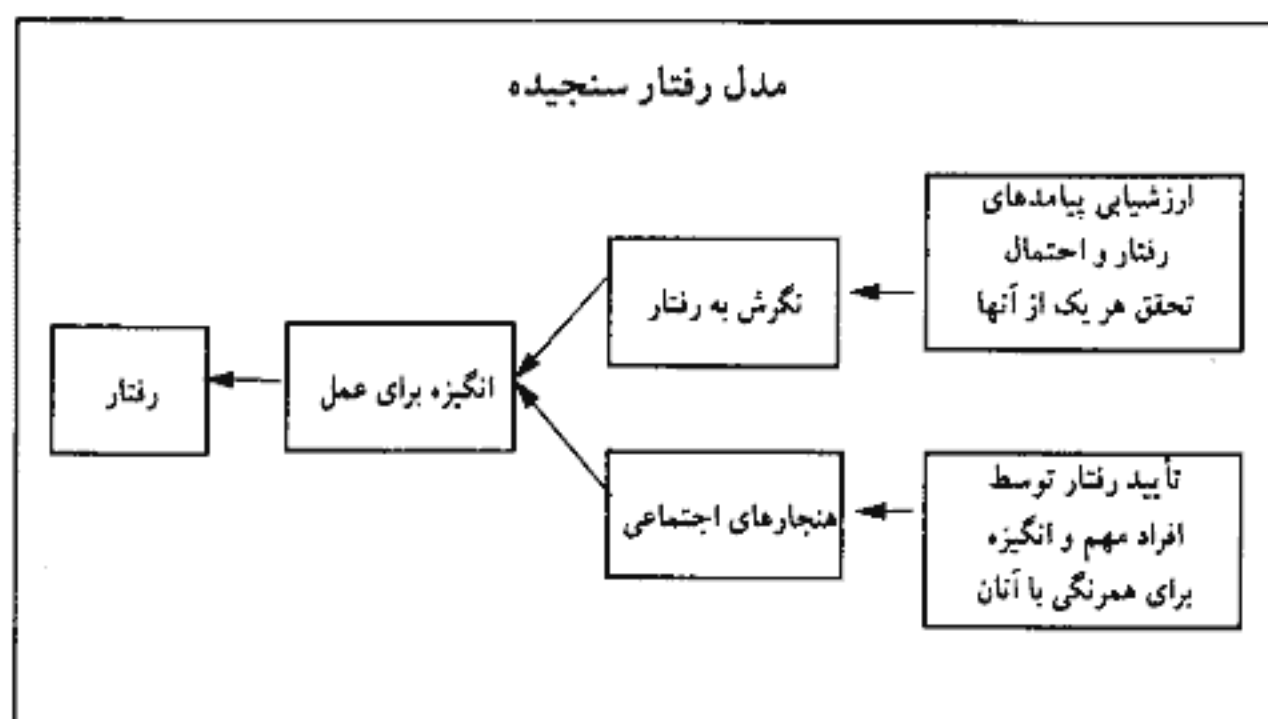 مدل رفتار سنجیده
ارزشیابی پیامدهای
رفتار و احتمال
تحقق هر یک از آنها
نگرش به رفتار
انگیزه برای عمل
رفتار
هنجارهای اجتماعی
تأیید رفتار توسط
افراد مهم و انگیزه
برای همرنگی با آنان